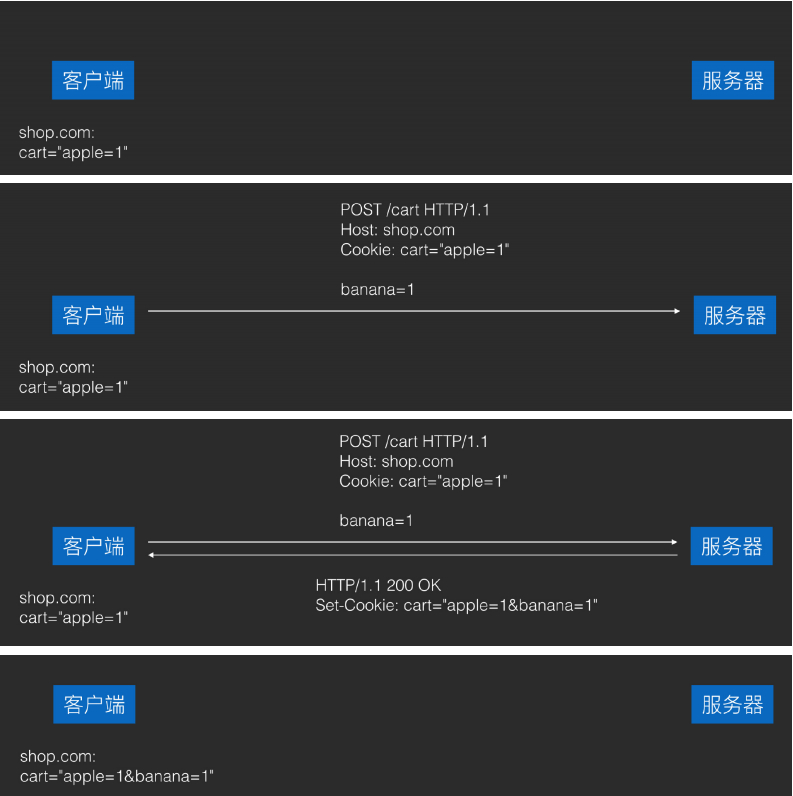 客户端
服务器
shop.com:
cart="apple=1"
POST /cart HTTP/1.1
Host: shop.com
Cookie: cart="apple=1"
banana=1
客户端
服务器
shop.com:
cart="apple=1"
POST /cart HTTP/1.1
Host: shop.com
Cookie: cart="apple=1"
banana=1
客户端
服务器
HTTP/1.1 200 OK
Set-Cookie: cart="apple=1&banana=1"
shop.com:
cart="apple=1"
客户端
服务器
shop.com:
cart="apple=1&banana=1"